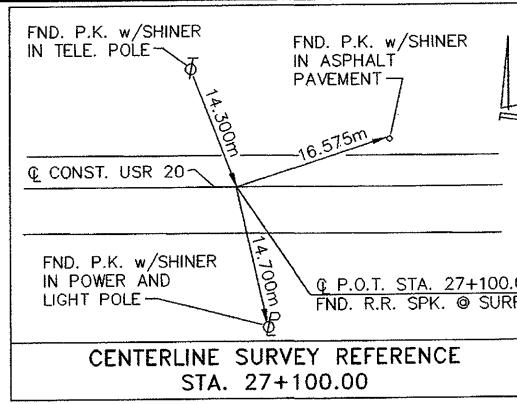 FND. P.K. w/SHINER
IN TELE. POLE
FND. P.K. w/SHINER
IN ASPHALT
PAVEMENT
14.300m
16.575m
℄ CONST. USR 20
14.700m
FND. P.K. w/SHINER
IN POWER AND
LIGHT POLE
℄ P.O.T. STA. 27+100.0
FND. R.R. SPK. @ SURF
CENTERLINE SURVEY REFERENCE
STA. 27+100.00